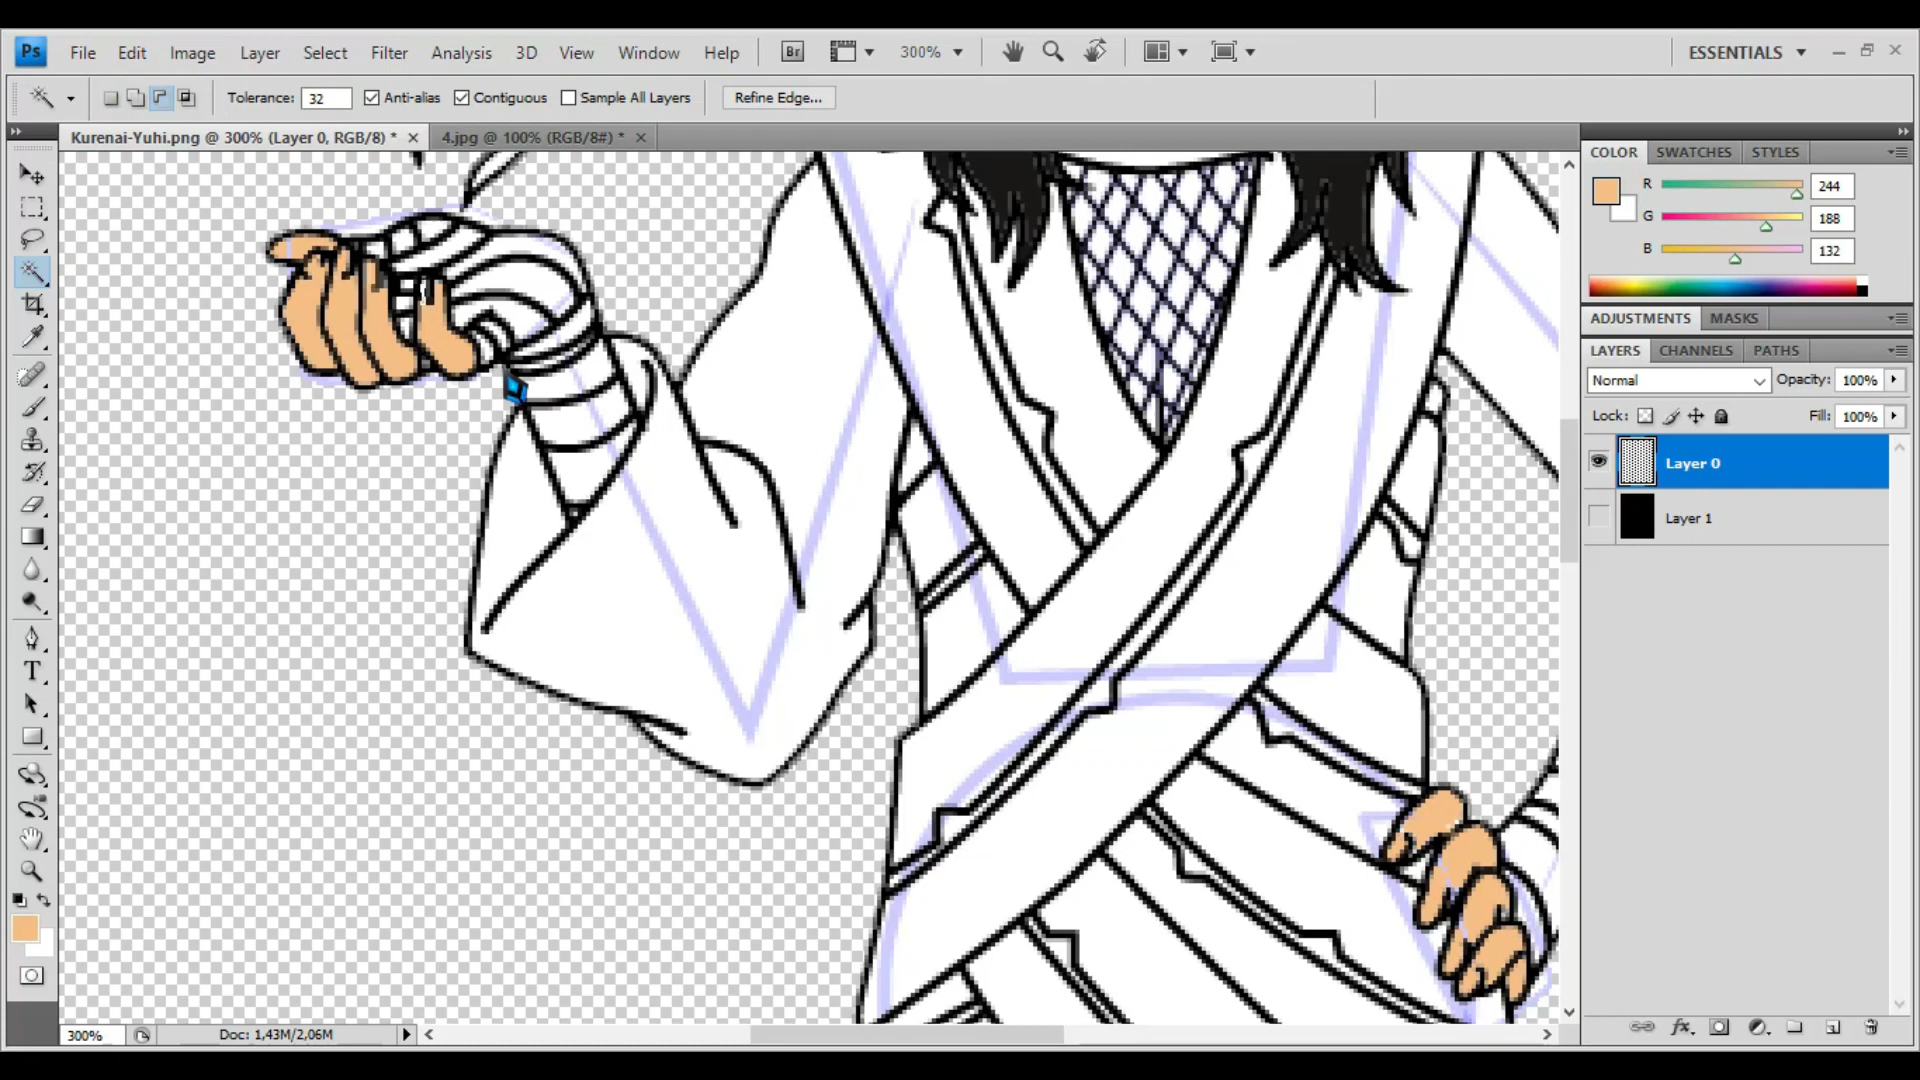 Ps File Edit Image Layer Select Filter Analysis 3D View Window Help Br 300% ESSENTIALS
Tolerance: 32 Anti-alias Contiguous Sample All Layers Refine Edge...
Kurenai-Yuhi.png @ 300% (Layer 0, RGB/8) * 4.jpg @ 100% (RGB/8#) *
COLOR SWATCHES STYLES
R 244
G 188
B 132
ADJUSTMENTS MASKS
LAYERS CHANNELS PATHS
Normal Opacity: 100%
Lock: Fill: 100%
Layer 0
Layer 1
T
300% Doc: 1,43M/2,06M
fx